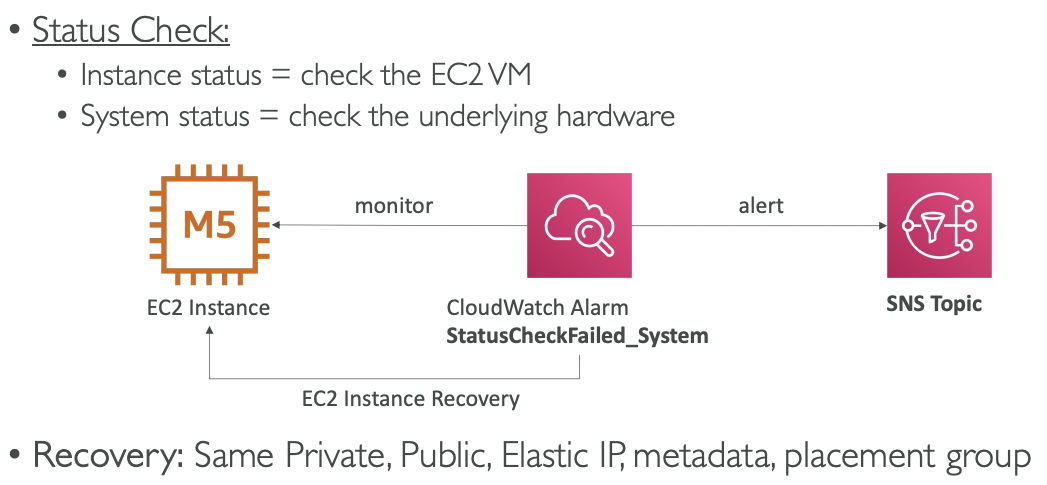 • Status Check:
• Instance status = check the EC2 VM
• System status = check the underlying hardware
M5
monitor
alert
EC2 Instance
CloudWatch Alarm
StatusCheckFailed_System
SNS Topic
EC2 Instance Recovery
• Recovery: Same Private, Public, Elastic IP, metadata, placement group